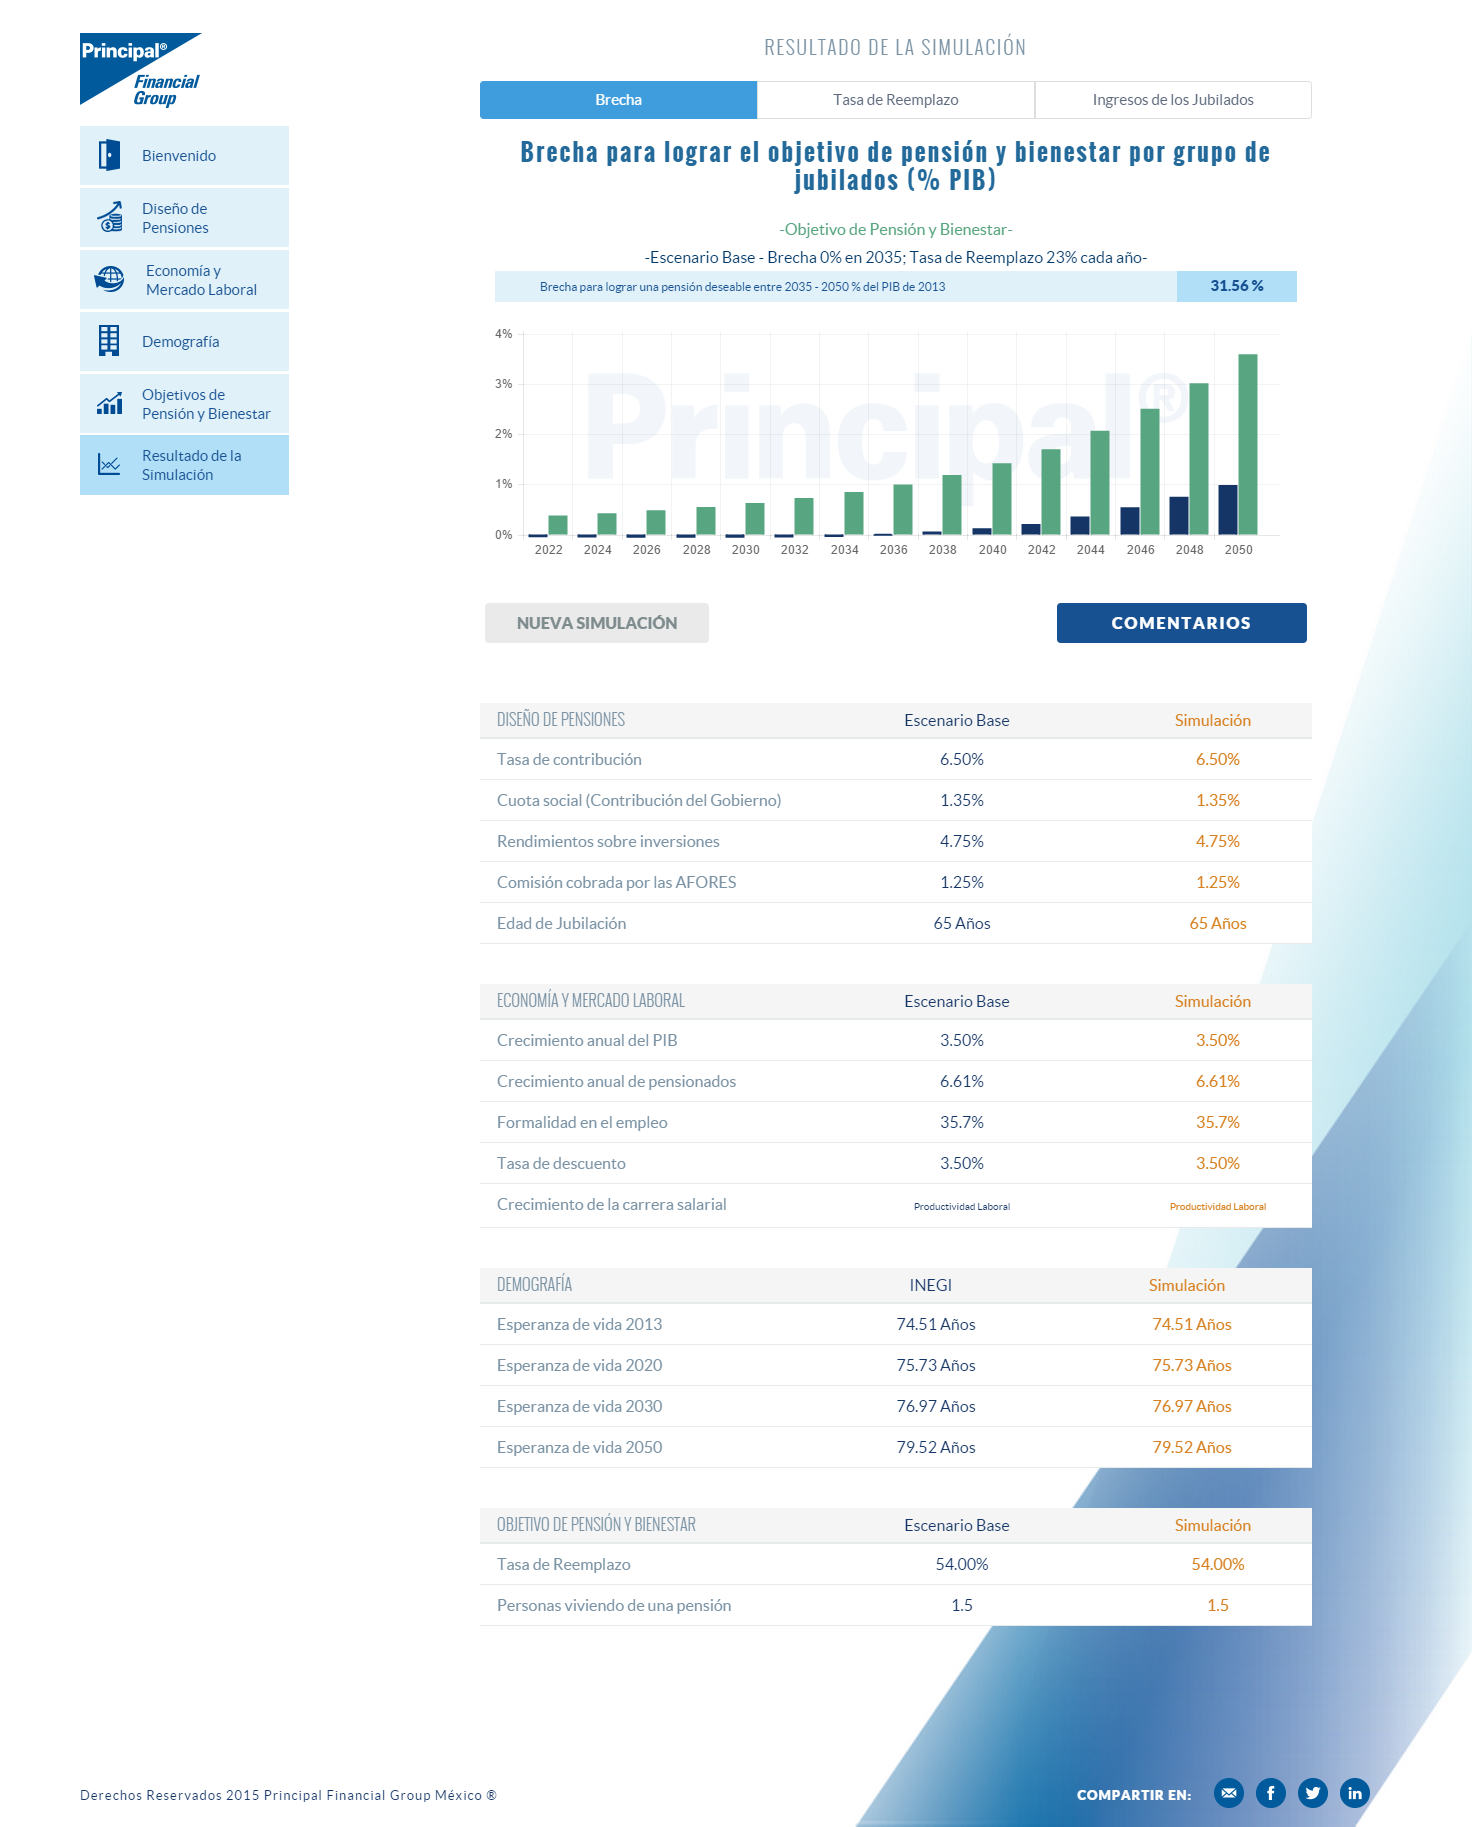 Principal®
Financial
Group
Bienvenido
Diseño de
Pensiones
Economía y
Mercado Laboral
Demografía
Objetivos de
Pensión y Bienestar
Resultado de la
Simulación
RESULTADO DE LA SIMULACIÓN
Brecha Tasa de Reemplazo Ingresos de los Jubilados
Brecha para lograr el objetivo de pensión y bienestar por grupo de
jubilados (% PIB)
-Objetivo de Pensión y Bienestar-
-Escenario Base - Brecha 0% en 2035; Tasa de Reemplazo 23% cada año-
Brecha para lograr una pensión deseable entre 2035 - 2050 % del PIB de 2013 31.56 %
Principal®
4%
3%
2%
1%
0%
2022 2024 2026 2028 2030 2032 2034 2036 2038 2040 2042 2044 2046 2048 2050
NUEVA SIMULACIÓN COMENTARIOS
DISEÑO DE PENSIONES Escenario Base Simulación
Tasa de contribución 6.50% 6.50%
Cuota social (Contribución del Gobierno) 1.35% 1.35%
Rendimientos sobre inversiones 4.75% 4.75%
Comisión cobrada por las AFORES 1.25% 1.25%
Edad de Jubilación 65 Años 65 Años
ECONOMÍA Y MERCADO LABORAL Escenario Base Simulación
Crecimiento anual del PIB 3.50% 3.50%
Crecimiento anual de pensionados 6.61% 6.61%
Formalidad en el empleo 35.7% 35.7%
Tasa de descuento 3.50% 3.50%
Crecimiento de la carrera salarial Productividad Laboral Productividad Laboral
DEMOGRAFÍA INEGI Simulación
Esperanza de vida 2013 74.51 Años 74.51 Años
Esperanza de vida 2020 75.73 Años 75.73 Años
Esperanza de vida 2030 76.97 Años 76.97 Años
Esperanza de vida 2050 79.52 Años 79.52 Años
OBJETIVO DE PENSIÓN Y BIENESTAR Escenario Base Simulación
Tasa de Reemplazo 54.00% 54.00%
Personas viviendo de una pensión 1.5 1.5
Derechos Reservados 2015 Principal Financial Group México ®
COMPARTIR EN: